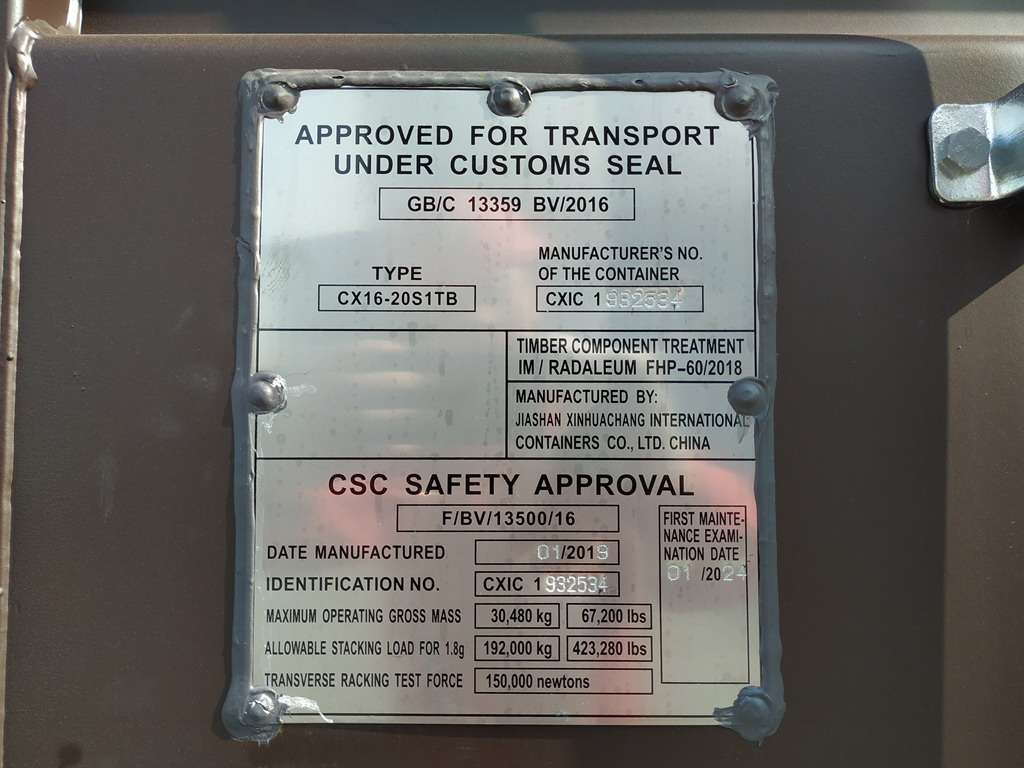 APPROVED FOR TRANSPORT
UNDER CUSTOMS SEAL
GB/C 13359 BV/2016
TYPE
CX16-20S1TB
MANUFACTURER'S NO.
OF THE CONTAINER
CXIC 1932534
TIMBER COMPONENT TREATMENT
IM / RADALEUM FHP-60/2018
MANUFACTURED BY:
JIASHAN XINHUACHANG INTERNATIONAL
CONTAINERS CO., LTD. CHINA
CSC SAFETY APPROVAL
F/BV/13500/16
DATE MANUFACTURED 01/2019
IDENTIFICATION NO. CXIC 1932534
MAXIMUM OPERATING GROSS MASS 30,480 kg 67,200 lbs
ALLOWABLE STACKING LOAD FOR 1.8g 192,000 kg 423,280 lbs
TRANSVERSE RACKING TEST FORCE 150,000 newtons
FIRST MAINTE-
NANCE EXAMI-
NATION DATE
01 /2024